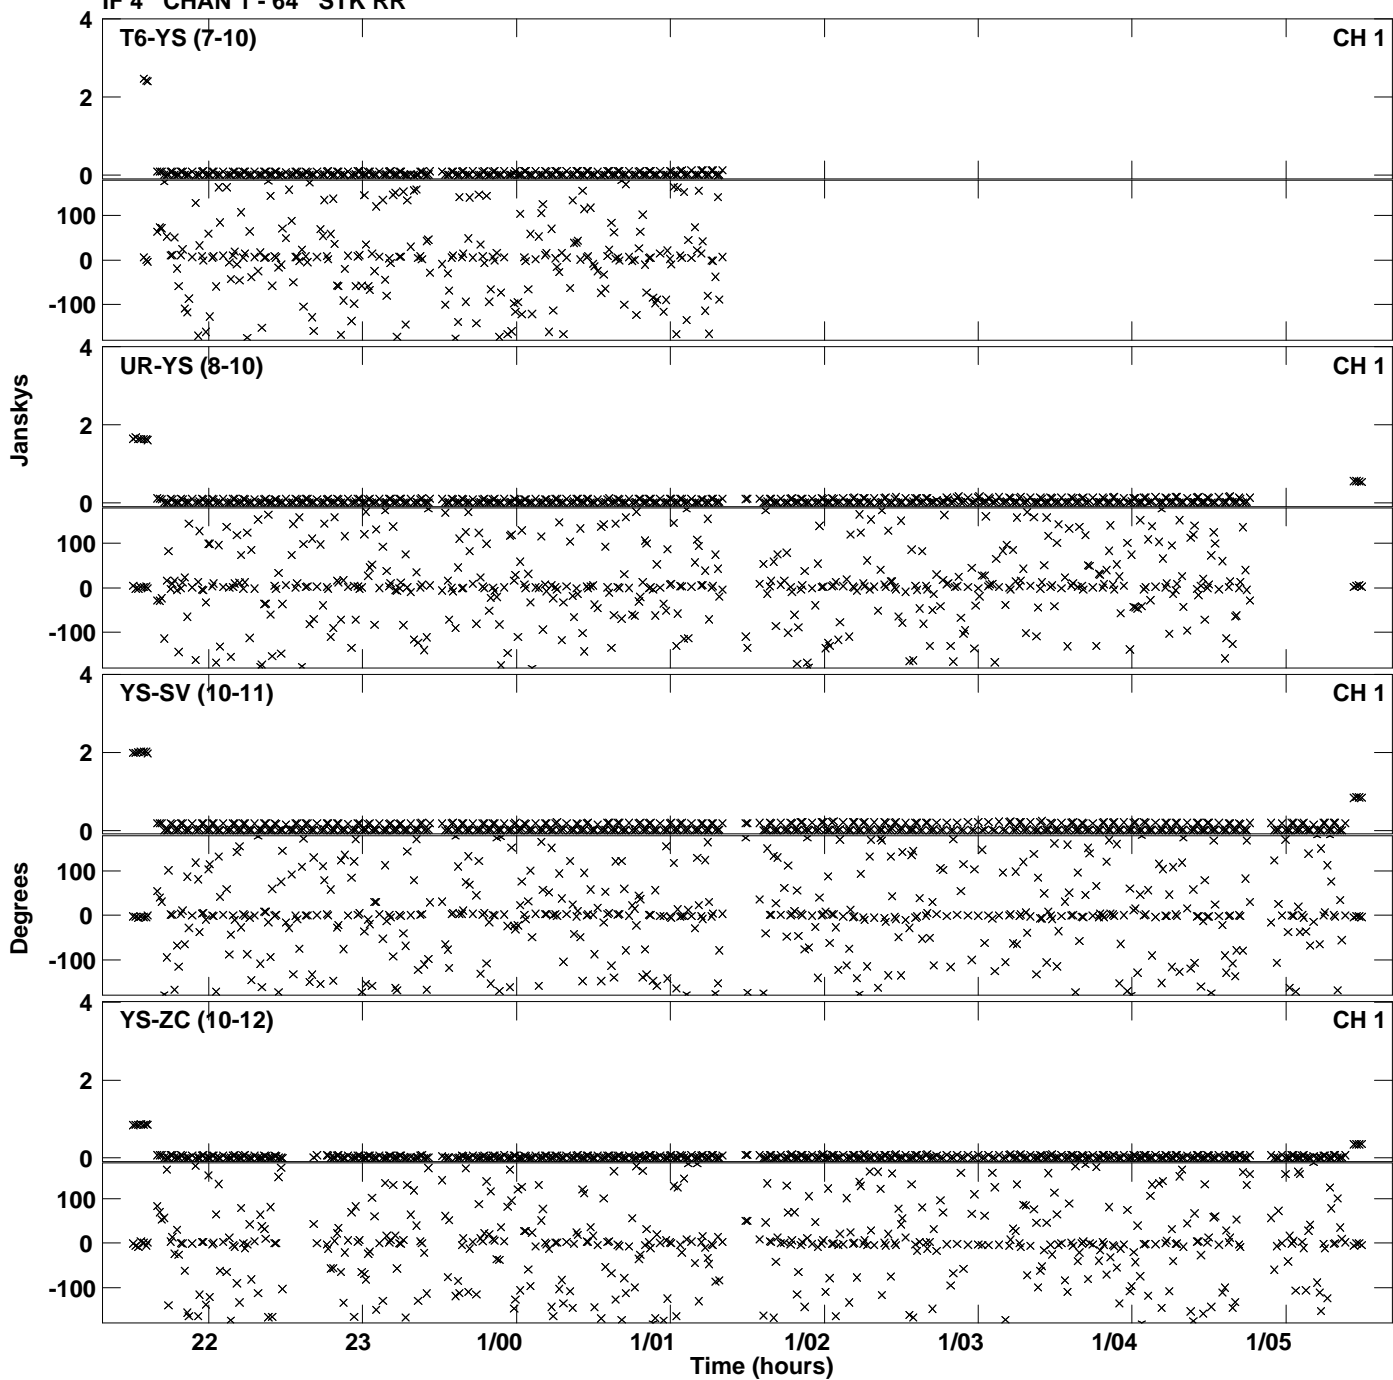 IF 4 CHAN 1 - 64 STK RR
T6-YS (7-10) CH 1
4
2
0
100
0
-100
UR-YS (8-10) CH 1
4
2
0
100
0
-100
Janskys
YS-SV (10-11) CH 1
4
2
0
100
0
-100
Degrees
YS-ZC (10-12) CH 1
4
2
0
100
0
-100
22 23 1/00 1/01 1/02 1/03 1/04 1/05
Time (hours)